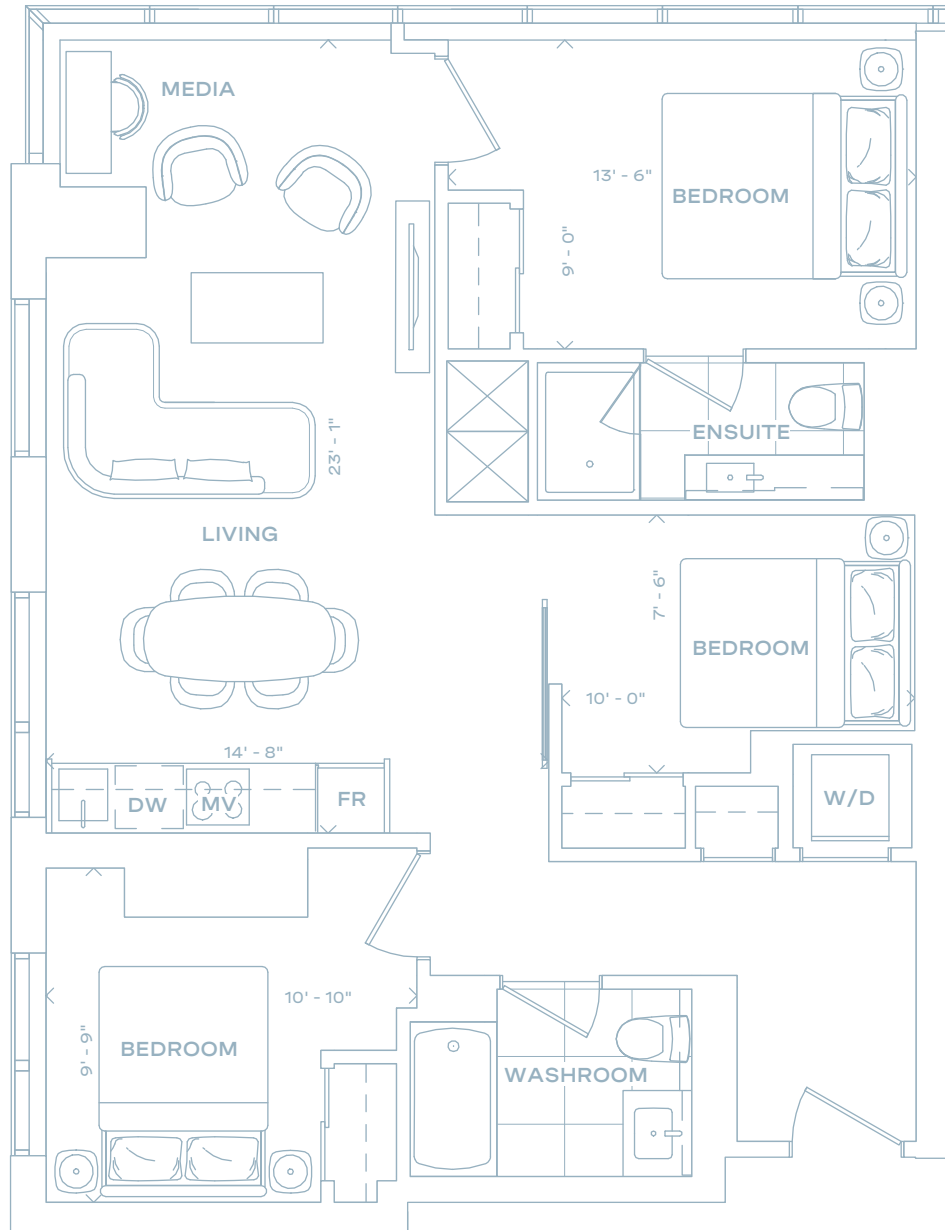 MEDIA
13' - 6"
BEDROOM
9' - 0"
23' - 1"
ENSUITE
LIVING
7' - 6"
BEDROOM
10' - 0"
14' - 8"
DW
MV
FR
W/D
10' - 10"
9' - 9"
BEDROOM
WASHROOM